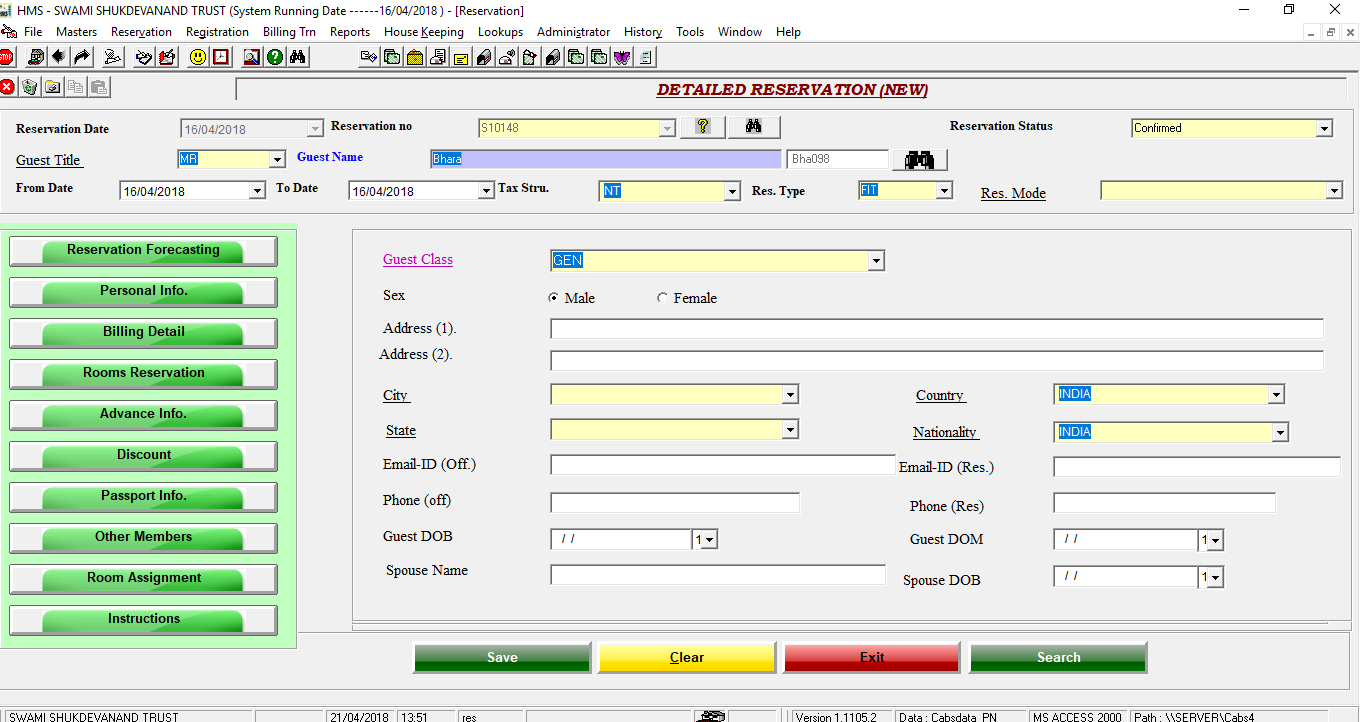 HMS - SWAMI SHUKDEVANAND TRUST (System Running Date ------16/04/2018 ) - [Reservation]
File Masters Reservation Registration Billing Trn Reports House Keeping Lookups Administrator History Tools Window Help
STOP
DETAILED RESERVATION (NEW)
Reservation Date 16/04/2018 Reservation no S10148 Reservation Status Confirmed
Guest Title MR Guest Name Bhara Bha098
From Date 16/04/2018 To Date 16/04/2018 Tax Stru. NT Res. Type FIT Res. Mode
Reservation Forecasting
Personal Info.
Billing Detail
Rooms Reservation
Advance Info.
Discount
Passport Info.
Other Members
Room Assignment
Instructions
Guest Class GEN
Sex Male Female
Address (1).
Address (2).
City Country INDIA
State Nationality INDIA
Email-ID (Off.) Email-ID (Res.)
Phone (off) Phone (Res)
Guest DOB / / 1 Guest DOM / / 1
Spouse Name Spouse DOB / / 1
Save Clear Exit Search
SWAMI SHUKDEVANAND TRUST 21/04/2018 13:51 res Version 1.1105.2 Data : Cabsdata_PN MS ACCESS 2000 Path : \\SERVER\Cabs4